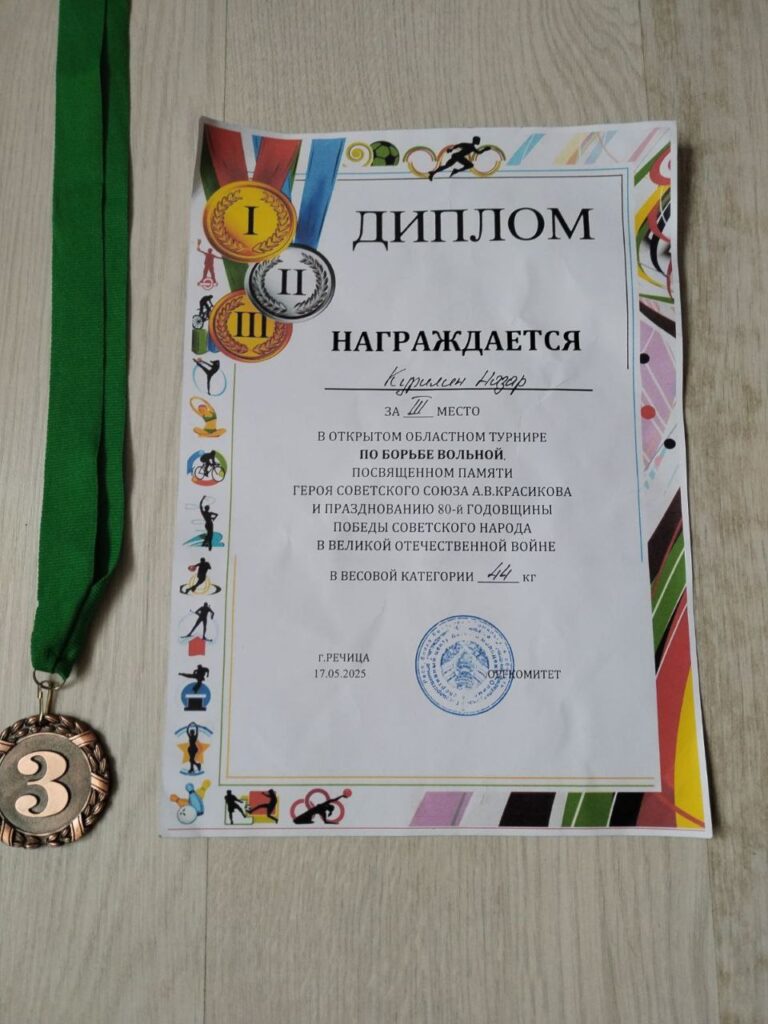 I
II
III
ДИПЛОМ
НАГРАЖДАЕТСЯ
Курилин Назар
ЗА III МЕСТО
В ОТКРЫТОМ ОБЛАСТНОМ ТУРНИРЕ
ПО БОРЬБЕ ВОЛЬНОЙ,
ПОСВЯЩЕННОМ ПАМЯТИ
ГЕРОЯ СОВЕТСКОГО СОЮЗА А.В.КРАСИКОВА
И ПРАЗДНОВАНИЮ 80-й ГОДОВЩИНЫ
ПОБЕДЫ СОВЕТСКОГО НАРОДА
В ВЕЛИКОЙ ОТЕЧЕСТВЕННОЙ ВОЙНЕ
В ВЕСОВОЙ КАТЕГОРИИ 44 кг
г.РЕЧИЦА
17.05.2025
ОРГКОМИТЕТ
3